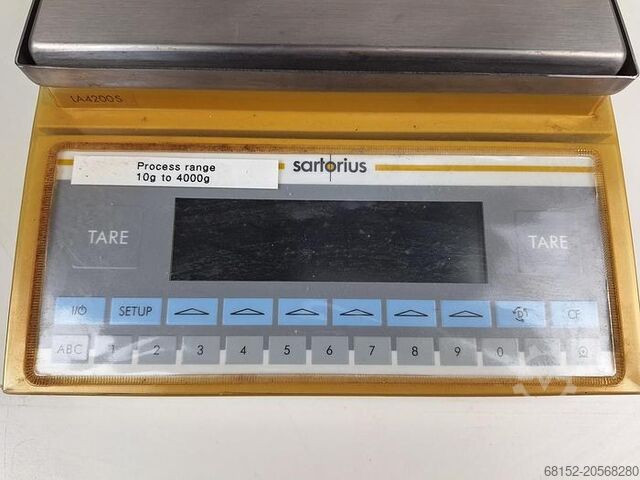 LA4200S
Process range
10g to 4000g
sartorius
TARE
TARE
I/⏻ SETUP CF
ABC 1 2 3 4 5 6 7 8 9 0
68152-20568280